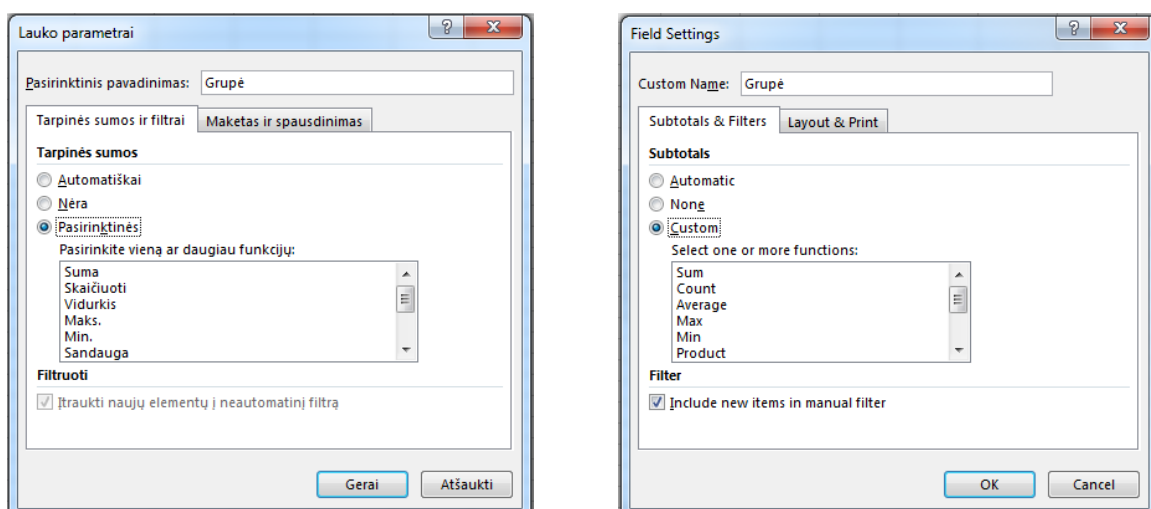 Lauko parametrai
Pasirinktinis pavadinimas: Grupė
Tarpinės sumos ir filtrai Maketas ir spausdinimas
Tarpinės sumos
Automatiškai
Nėra
Pasirinktinės
Pasirinkite vieną ar daugiau funkcijų:
Suma
Skaičiuoti
Vidurkis
Maks.
Min.
Sandauga
Filtruoti
Įtraukti naujų elementų į neautomatinį filtrą
Gerai Atšaukti
Field Settings
Custom Name: Grupė
Subtotals & Filters Layout & Print
Subtotals
Automatic
None
Custom
Select one or more functions:
Sum
Count
Average
Max
Min
Product
Filter
Include new items in manual filter
OK Cancel